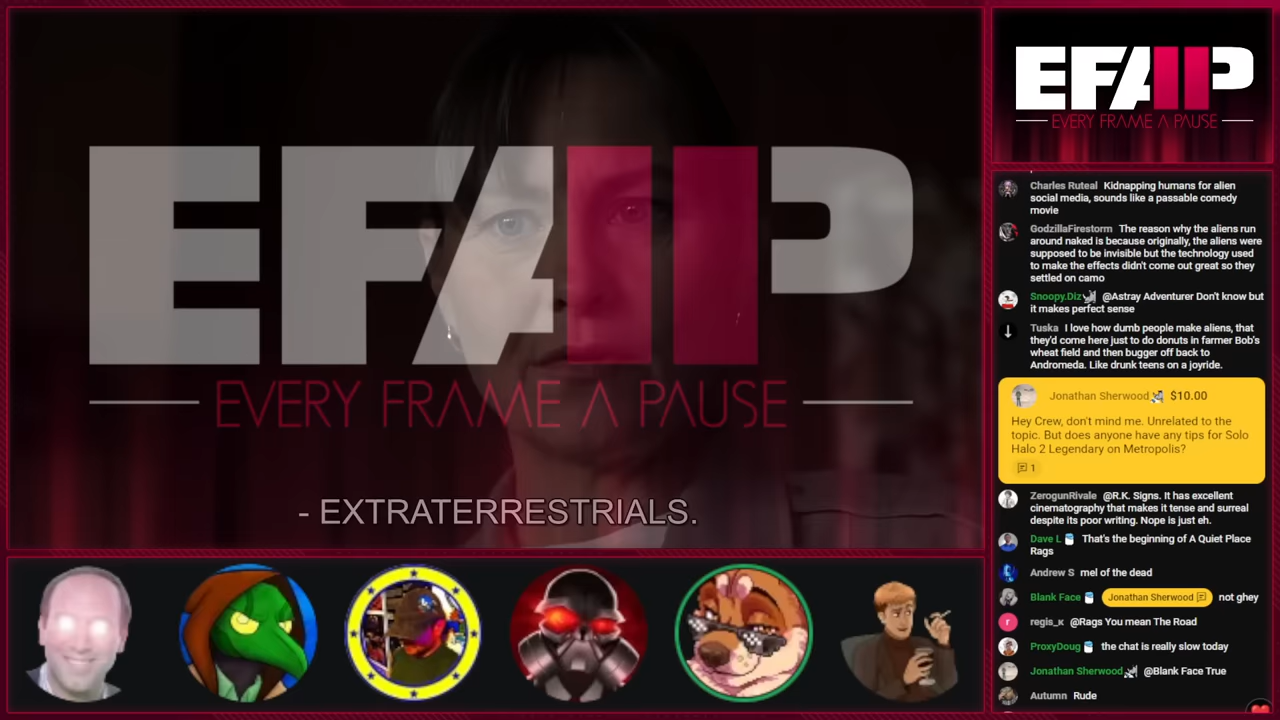 EFAP
EVERY FRAME A PAUSE
- EXTRATERRESTRIALS.
EFAP
EVERY FRAME A PAUSE
Charles Ruteal Kidnapping humans for alien
social media, sounds like a passable comedy
movie
GodzillaFirestorm The reason why the aliens run
around naked is because originally, the aliens were
supposed to be invisible but the technology used
to make the effects didn't come out great so they
settled on camo
Snoopy.Diz @Astray Adventurer Don't know but
it makes perfect sense
Tuska I love how dumb people make aliens, that
they'd come here just to do donuts in farmer Bob's
wheat field and then bugger off back to
Andromeda. Like drunk teens on a joyride.
Jonathan Sherwood $10.00
Hey Crew, don't mind me. Unrelated to the
topic. But does anyone have any tips for Solo
Halo 2 Legendary on Metropolis?
1
ZerogunRivale @R.K. Signs. It has excellent
cinematography that makes it tense and surreal
despite its poor writing. Nope is just eh.
Dave L That's the beginning of A Quiet Place
Rags
Andrew S mel of the dead
Blank Face Jonathan Sherwood not ghey
r regis_k @Rags You mean The Road
ProxyDoug the chat is really slow today
Jonathan Sherwood @Blank Face True
Autumn Rude